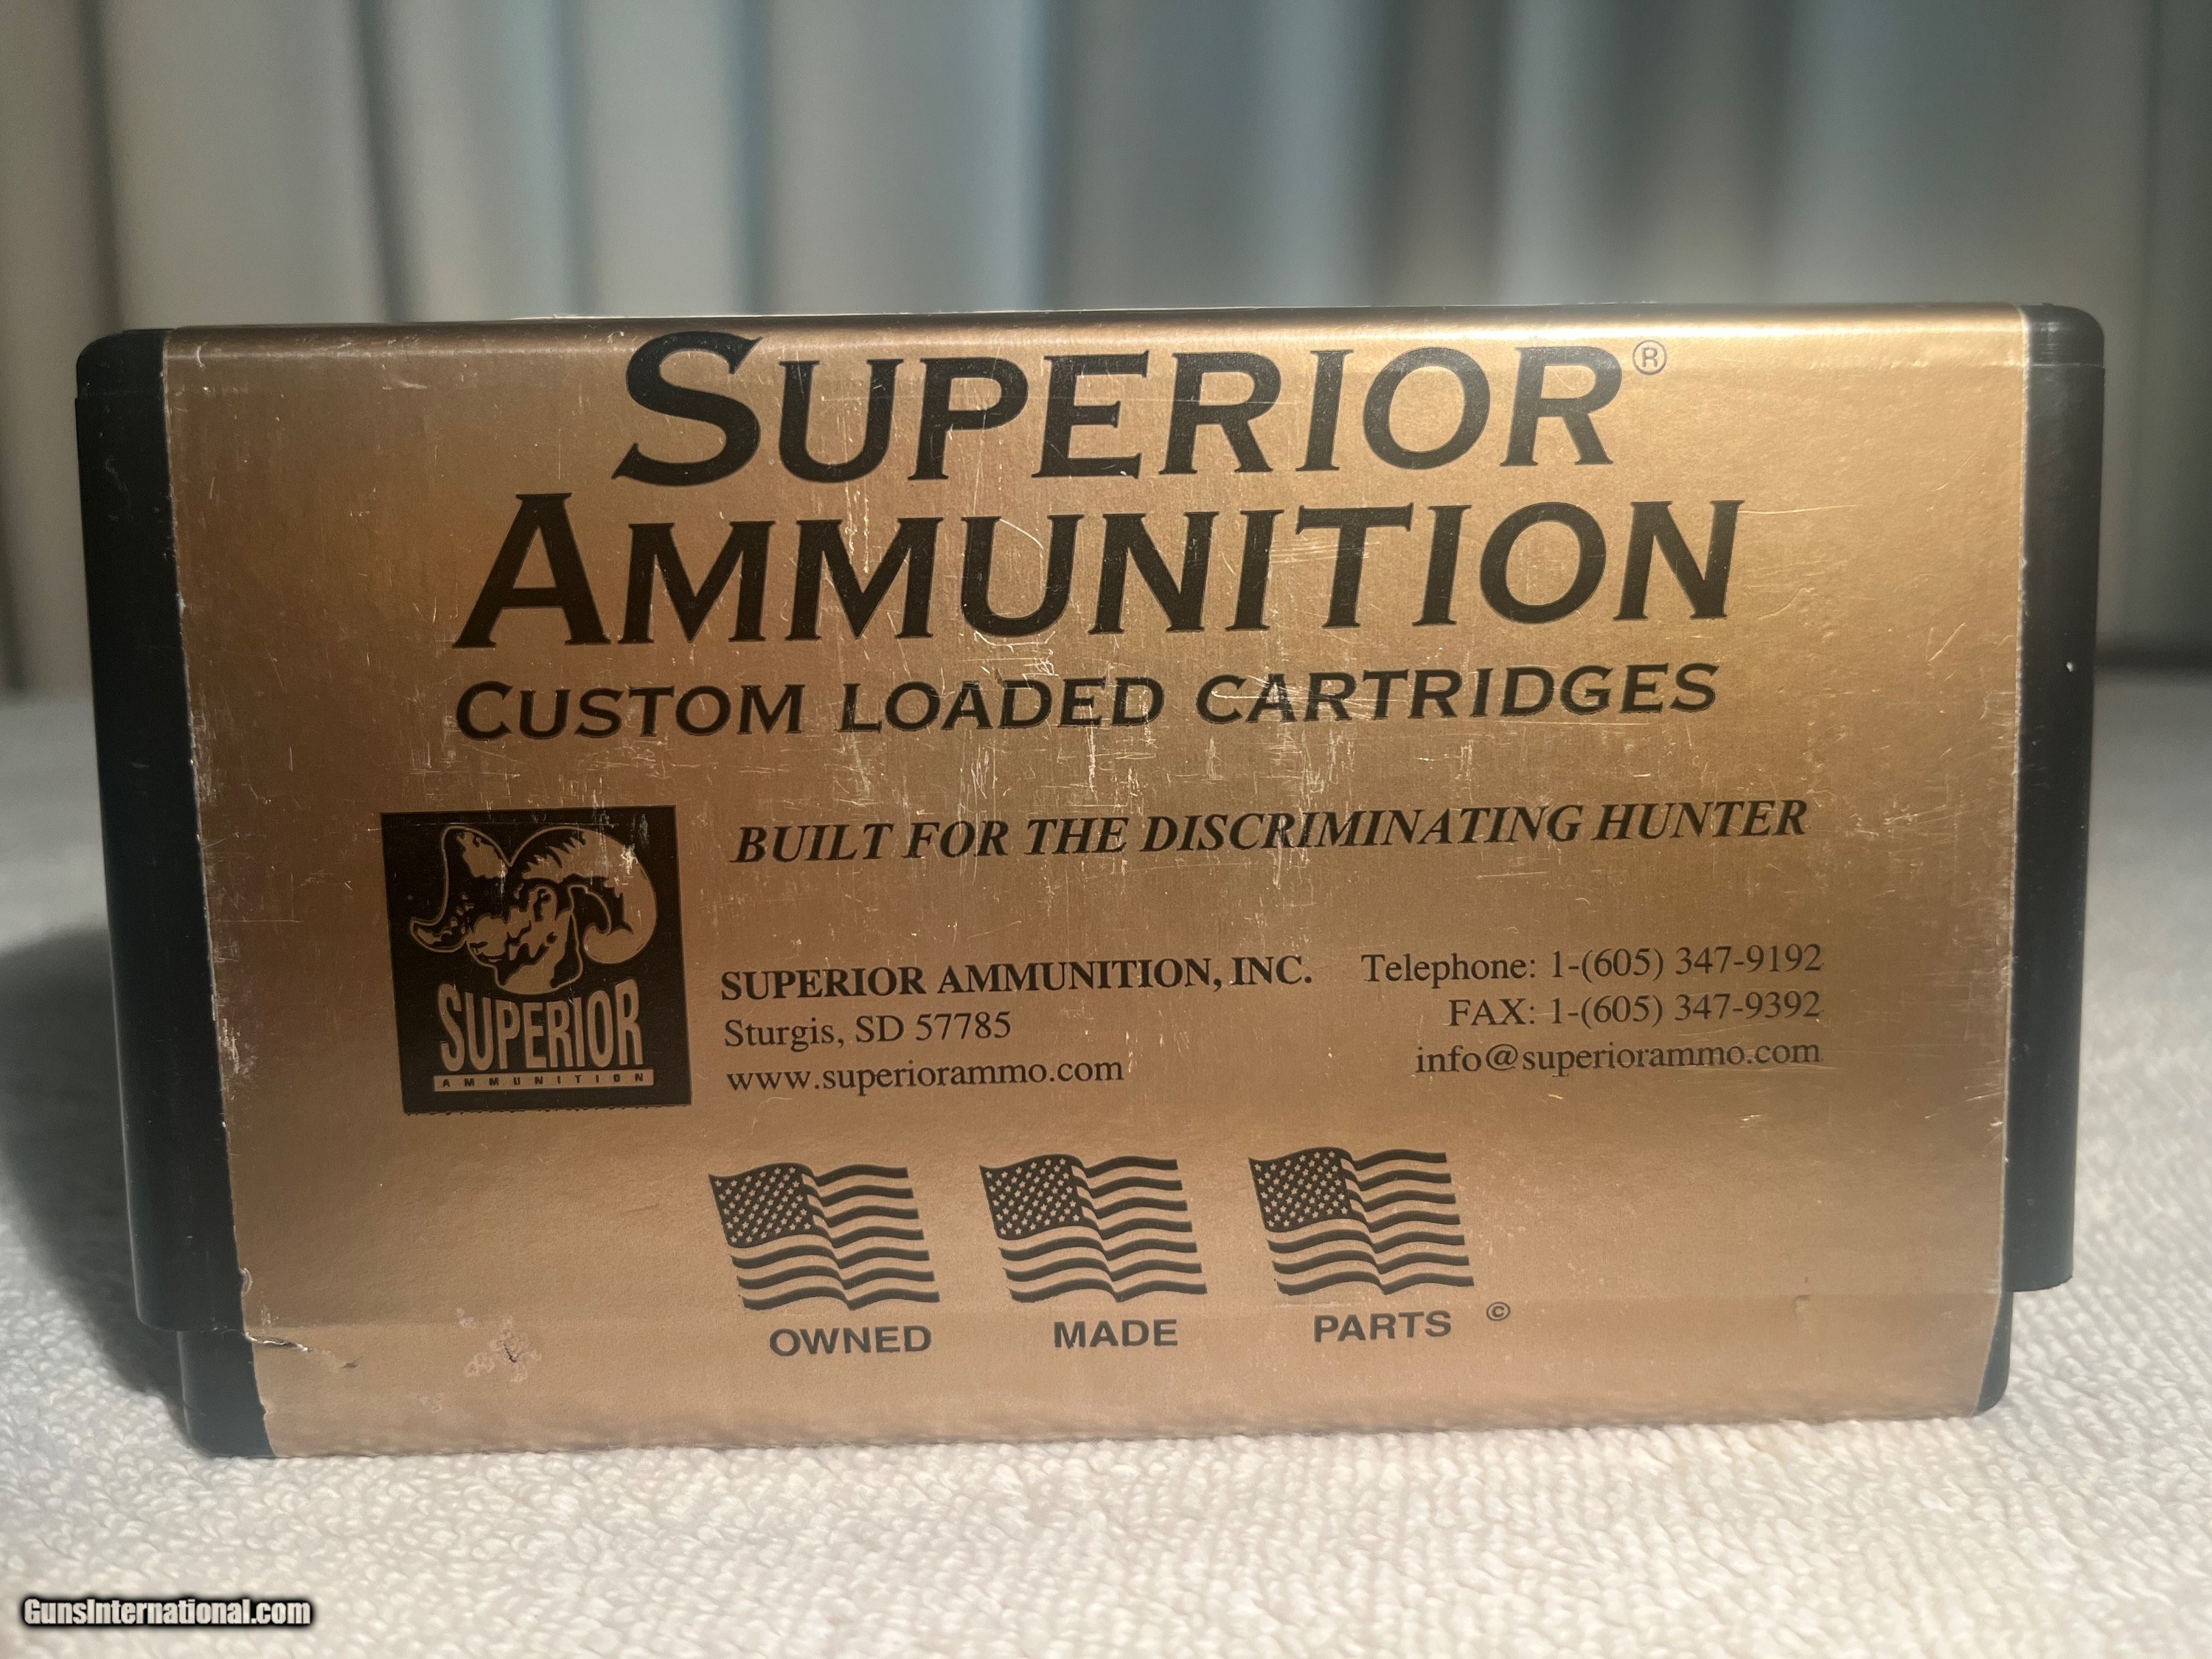 SUPERIOR®
AMMUNITION
CUSTOM LOADED CARTRIDGES
BUILT FOR THE DISCRIMINATING HUNTER
SUPERIOR
AMMUNITION
SUPERIOR AMMUNITION, INC.
Sturgis, SD 57785
www.superiorammo.com
Telephone: 1-(605) 347-9192
FAX: 1-(605) 347-9392
info@superiorammo.com
OWNED MADE PARTS ©
GunsInternational.com